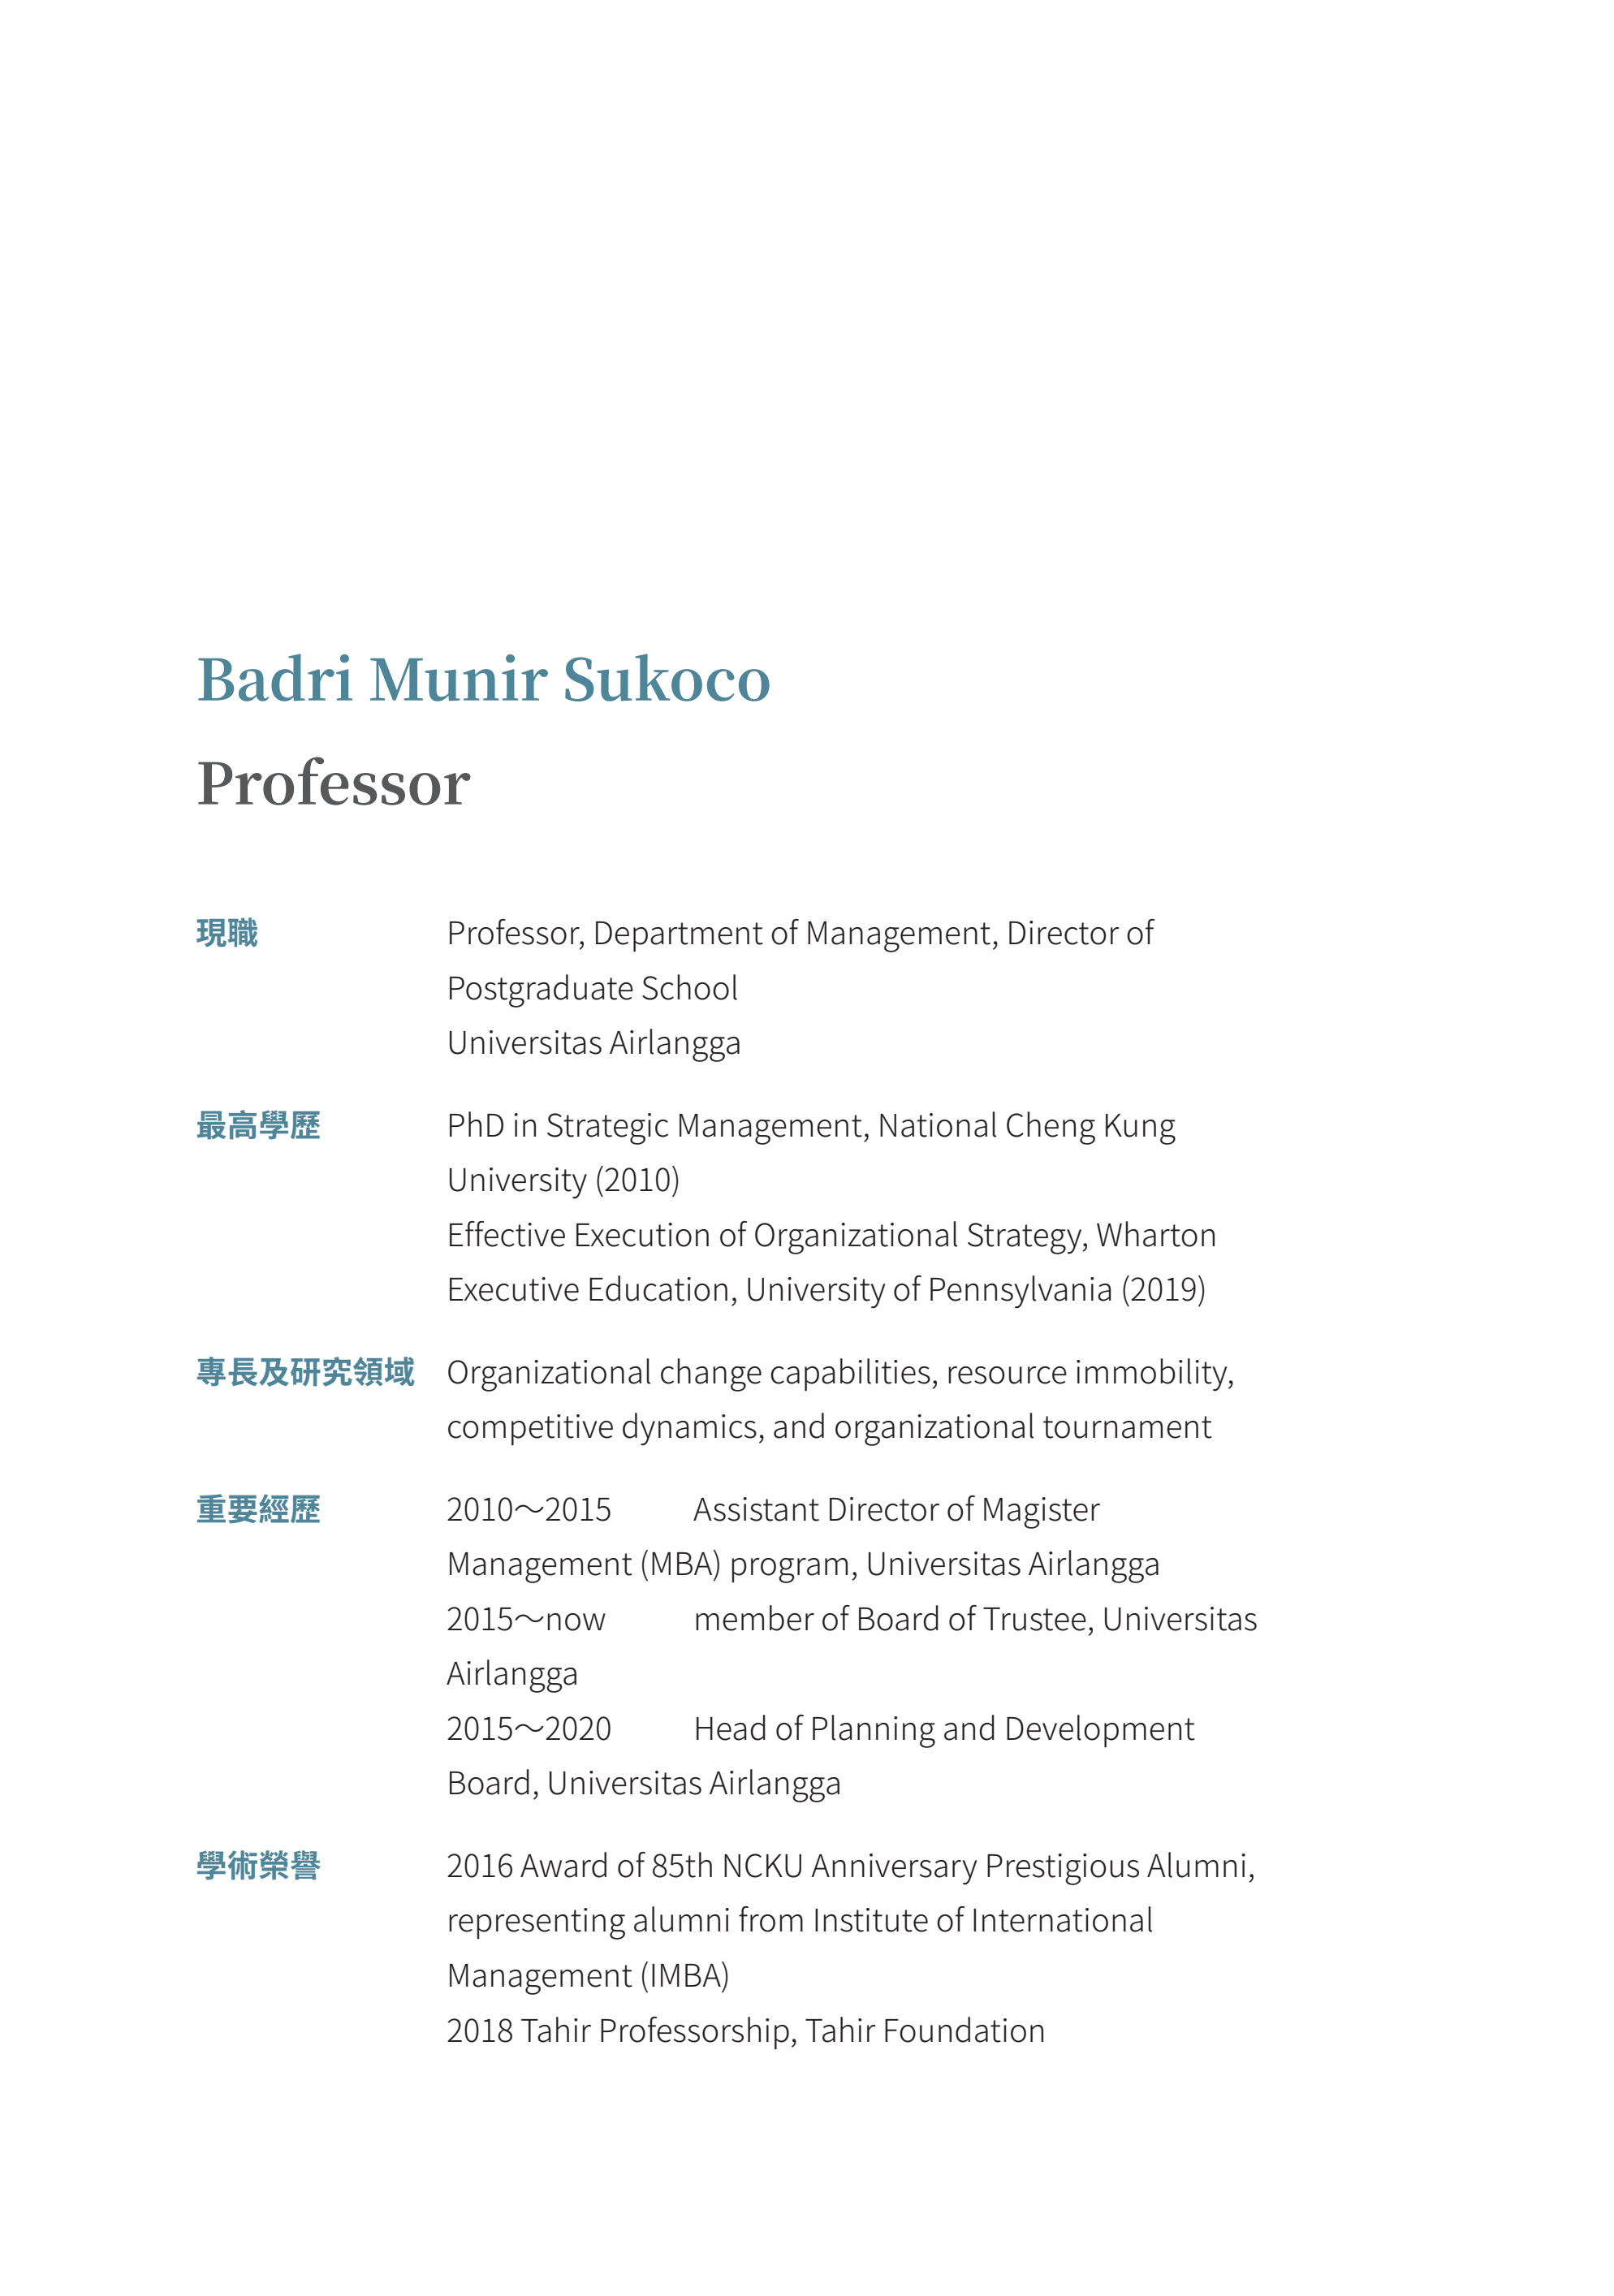 Badri Munir Sukoco
Professor
現職 Professor, Department of Management, Director of
Postgraduate School
Universitas Airlangga
最高學歷 PhD in Strategic Management, National Cheng Kung
University (2010)
Effective Execution of Organizational Strategy, Wharton
Executive Education, University of Pennsylvania (2019)
專長及研究領域 Organizational change capabilities, resource immobility,
competitive dynamics, and organizational tournament
重要經歷 2010～2015 Assistant Director of Magister
Management (MBA) program, Universitas Airlangga
2015～now member of Board of Trustee, Universitas
Airlangga
2015～2020 Head of Planning and Development
Board, Universitas Airlangga
學術榮譽 2016 Award of 85th NCKU Anniversary Prestigious Alumni,
representing alumni from Institute of International
Management (IMBA)
2018 Tahir Professorship, Tahir Foundation